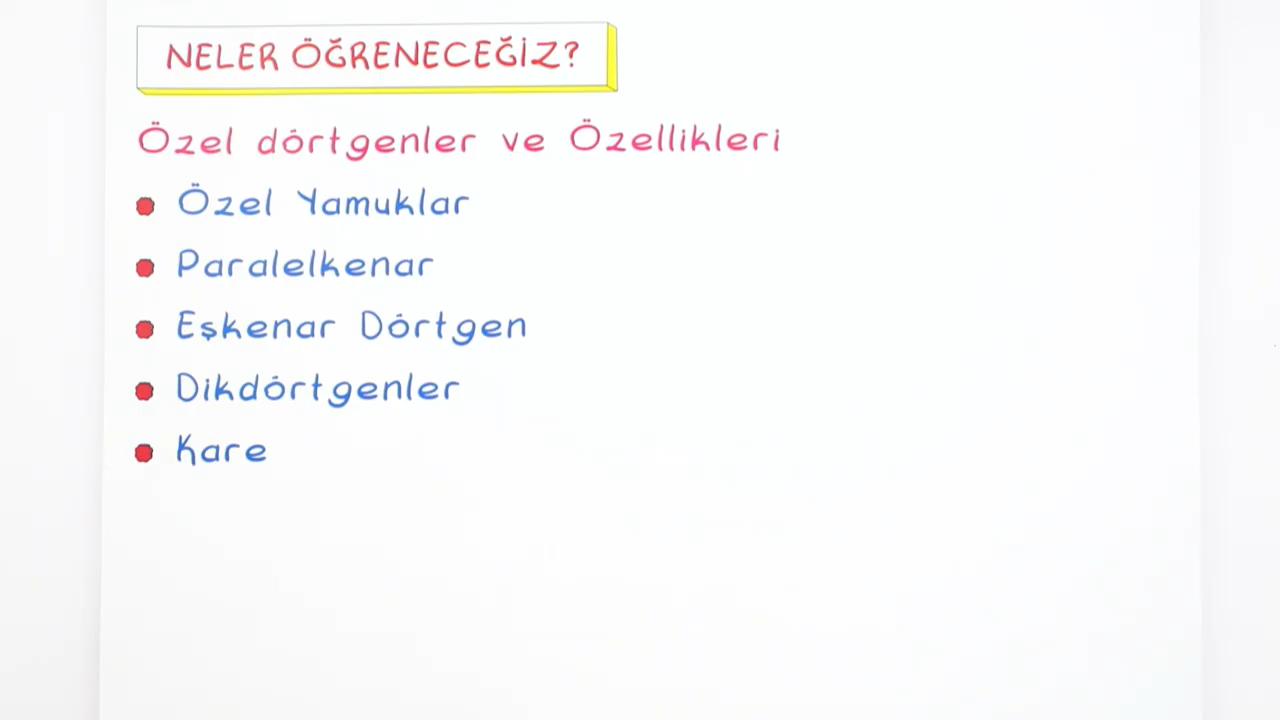 NELER ÖĞRENECEĞİZ?
Özel dörtgenler ve Özellikleri
Özel Yamuklar
Paralelkenar
Eşkenar Dörtgen
Dikdörtgenler
Kare